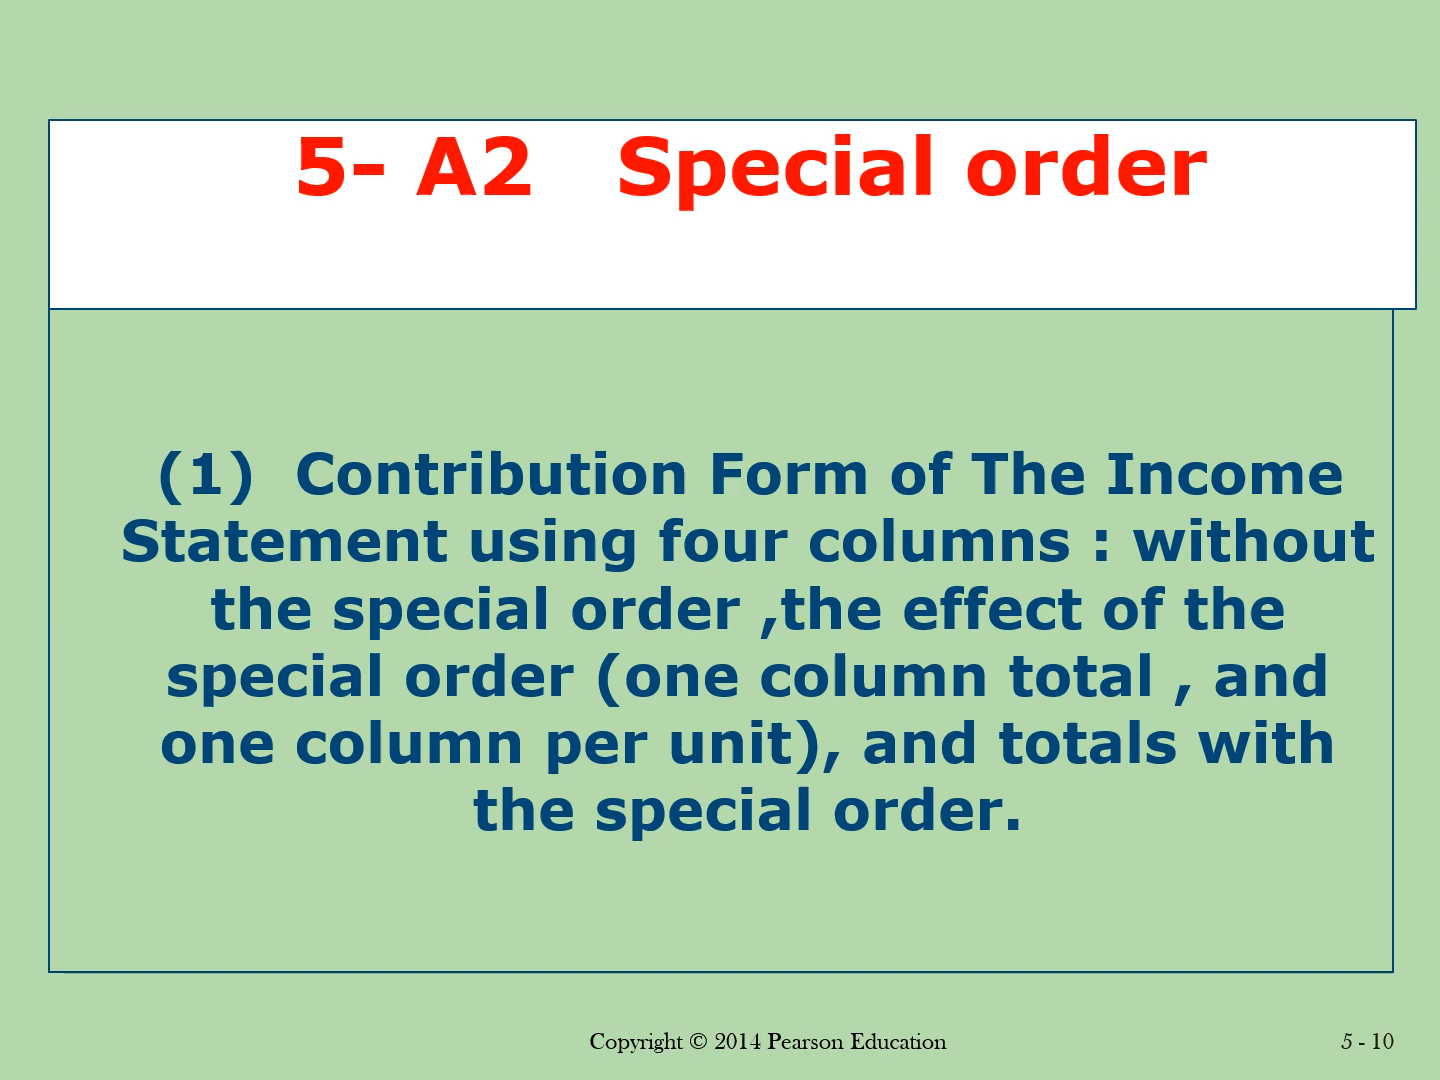 5- A2   Special order
(1)  Contribution Form of The Income
Statement using four columns : without
the special order ,the effect of the
special order (one column total , and
one column per unit), and totals with
the special order.
Copyright © 2014 Pearson Education
5 - 10